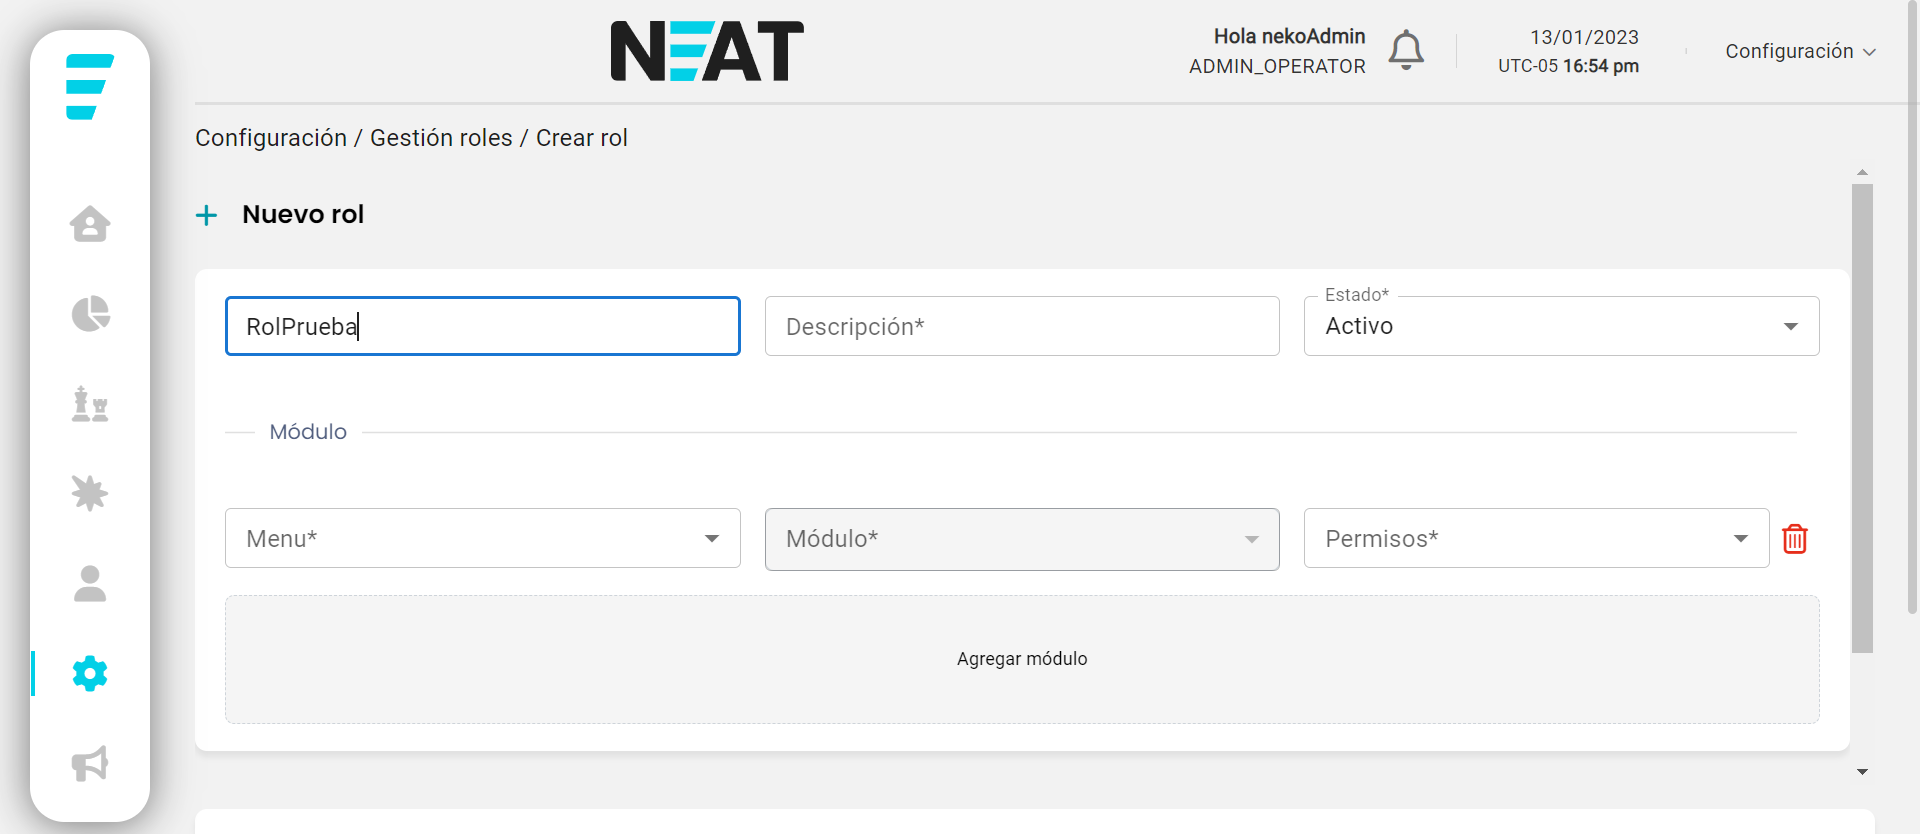 NEAT
Hola nekoAdmin
ADMIN_OPERATOR
13/01/2023
UTC-05 16:54 pm
Configuración
Configuración / Gestión roles / Crear rol
Nuevo rol
RolPrueba
Descripción*
Estado*
Activo
Módulo
Menu*
Módulo*
Permisos*
Agregar módulo